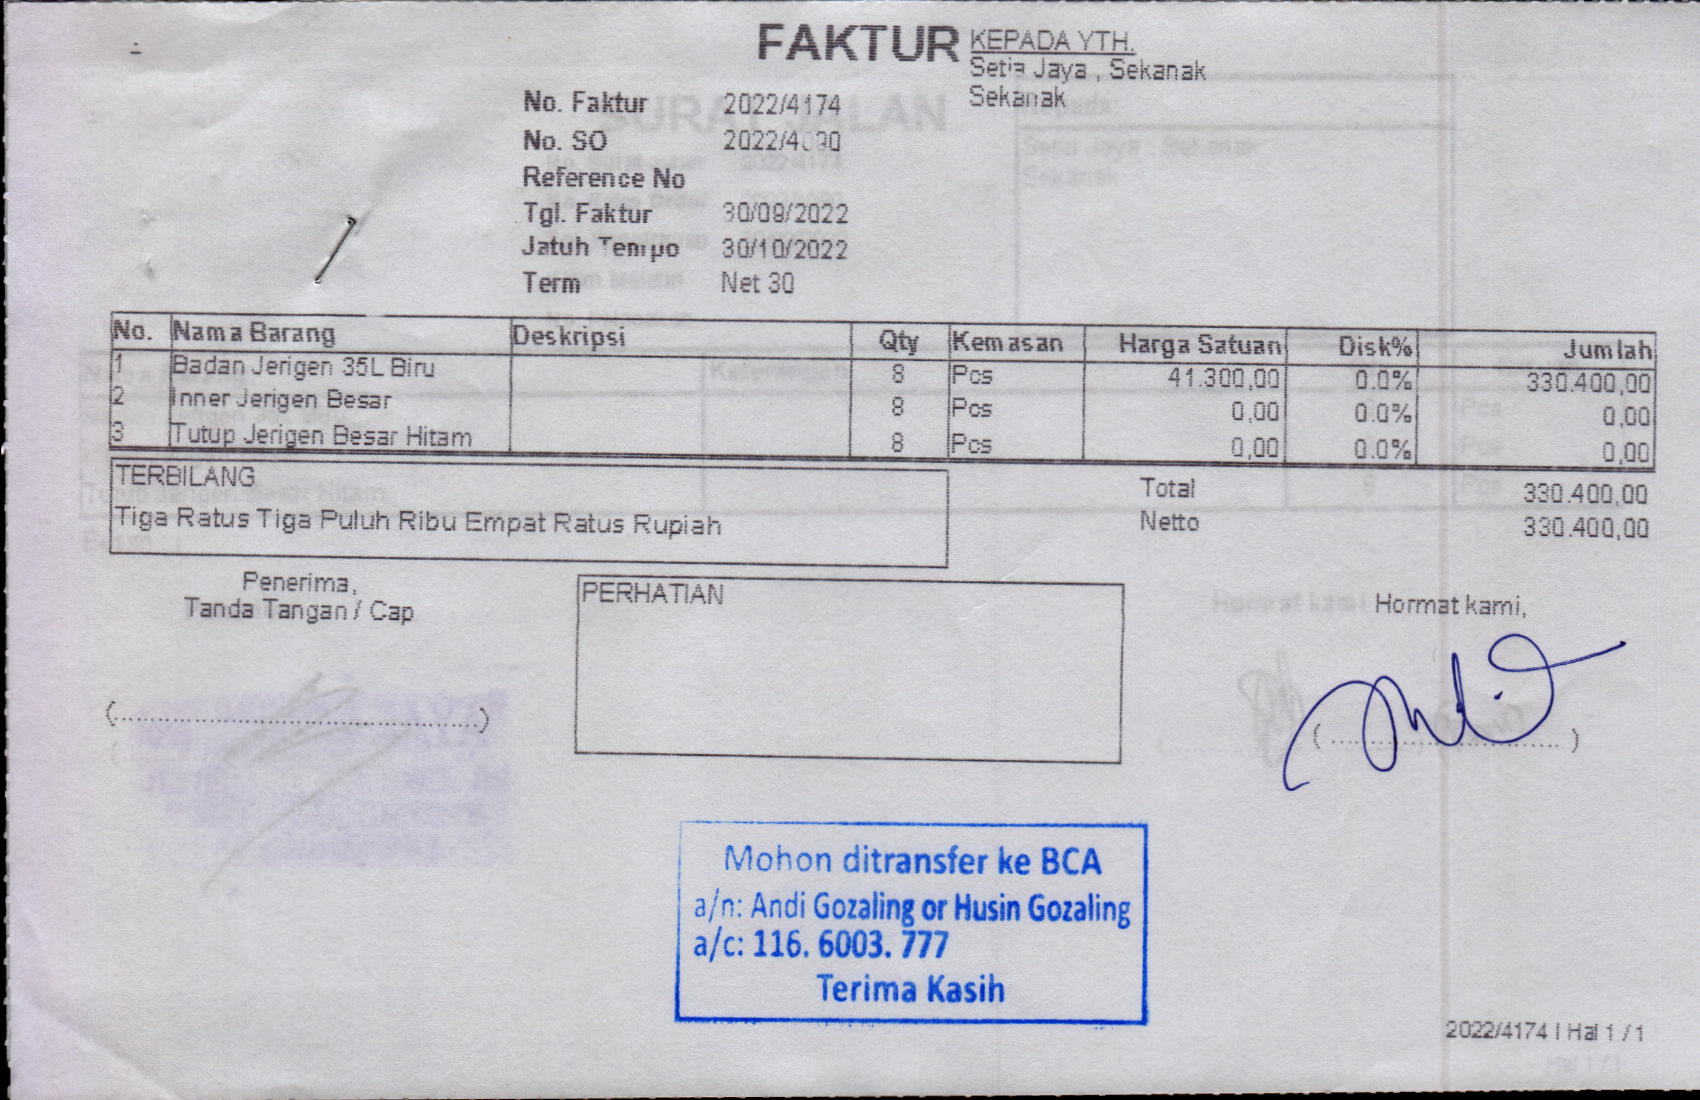 FAKTUR
KEPADA YTH.
Setia Jaya , Sekanak
Sekanak
No. Faktur 2022/4174
No. SO
Reference No
Tgl. Faktur 30/09/2022
Jatuh Tempo 30/10/2022
Term Net 30
No. Nama Barang Deskripsi Qty Kemasan Harga Satuan Disk% Jumlah
1 Badan Jerigen 35L Biru 8 Pcs 41.300,00 0.0% 330.400,00
2 Inner Jerigen Besar 8 Pcs 0,00 0.0% 0,00
3 Tutup Jerigen Besar Hitam 8 Pcs 0,00 0.0% 0,00
TERBILANG
Tiga Ratus Tiga Puluh Ribu Empat Ratus Rupiah
Total 330.400,00
Netto 330.400,00
Penerima,
Tanda Tangan / Cap
PERHATIAN
Hormat kami,
(..................................................)
(................................)
Mohon ditransfer ke BCA
a/n: Andi Gozaling or Husin Gozaling
a/c: 116. 6003. 777
Terima Kasih
2022/4174 | Hal 1 / 1